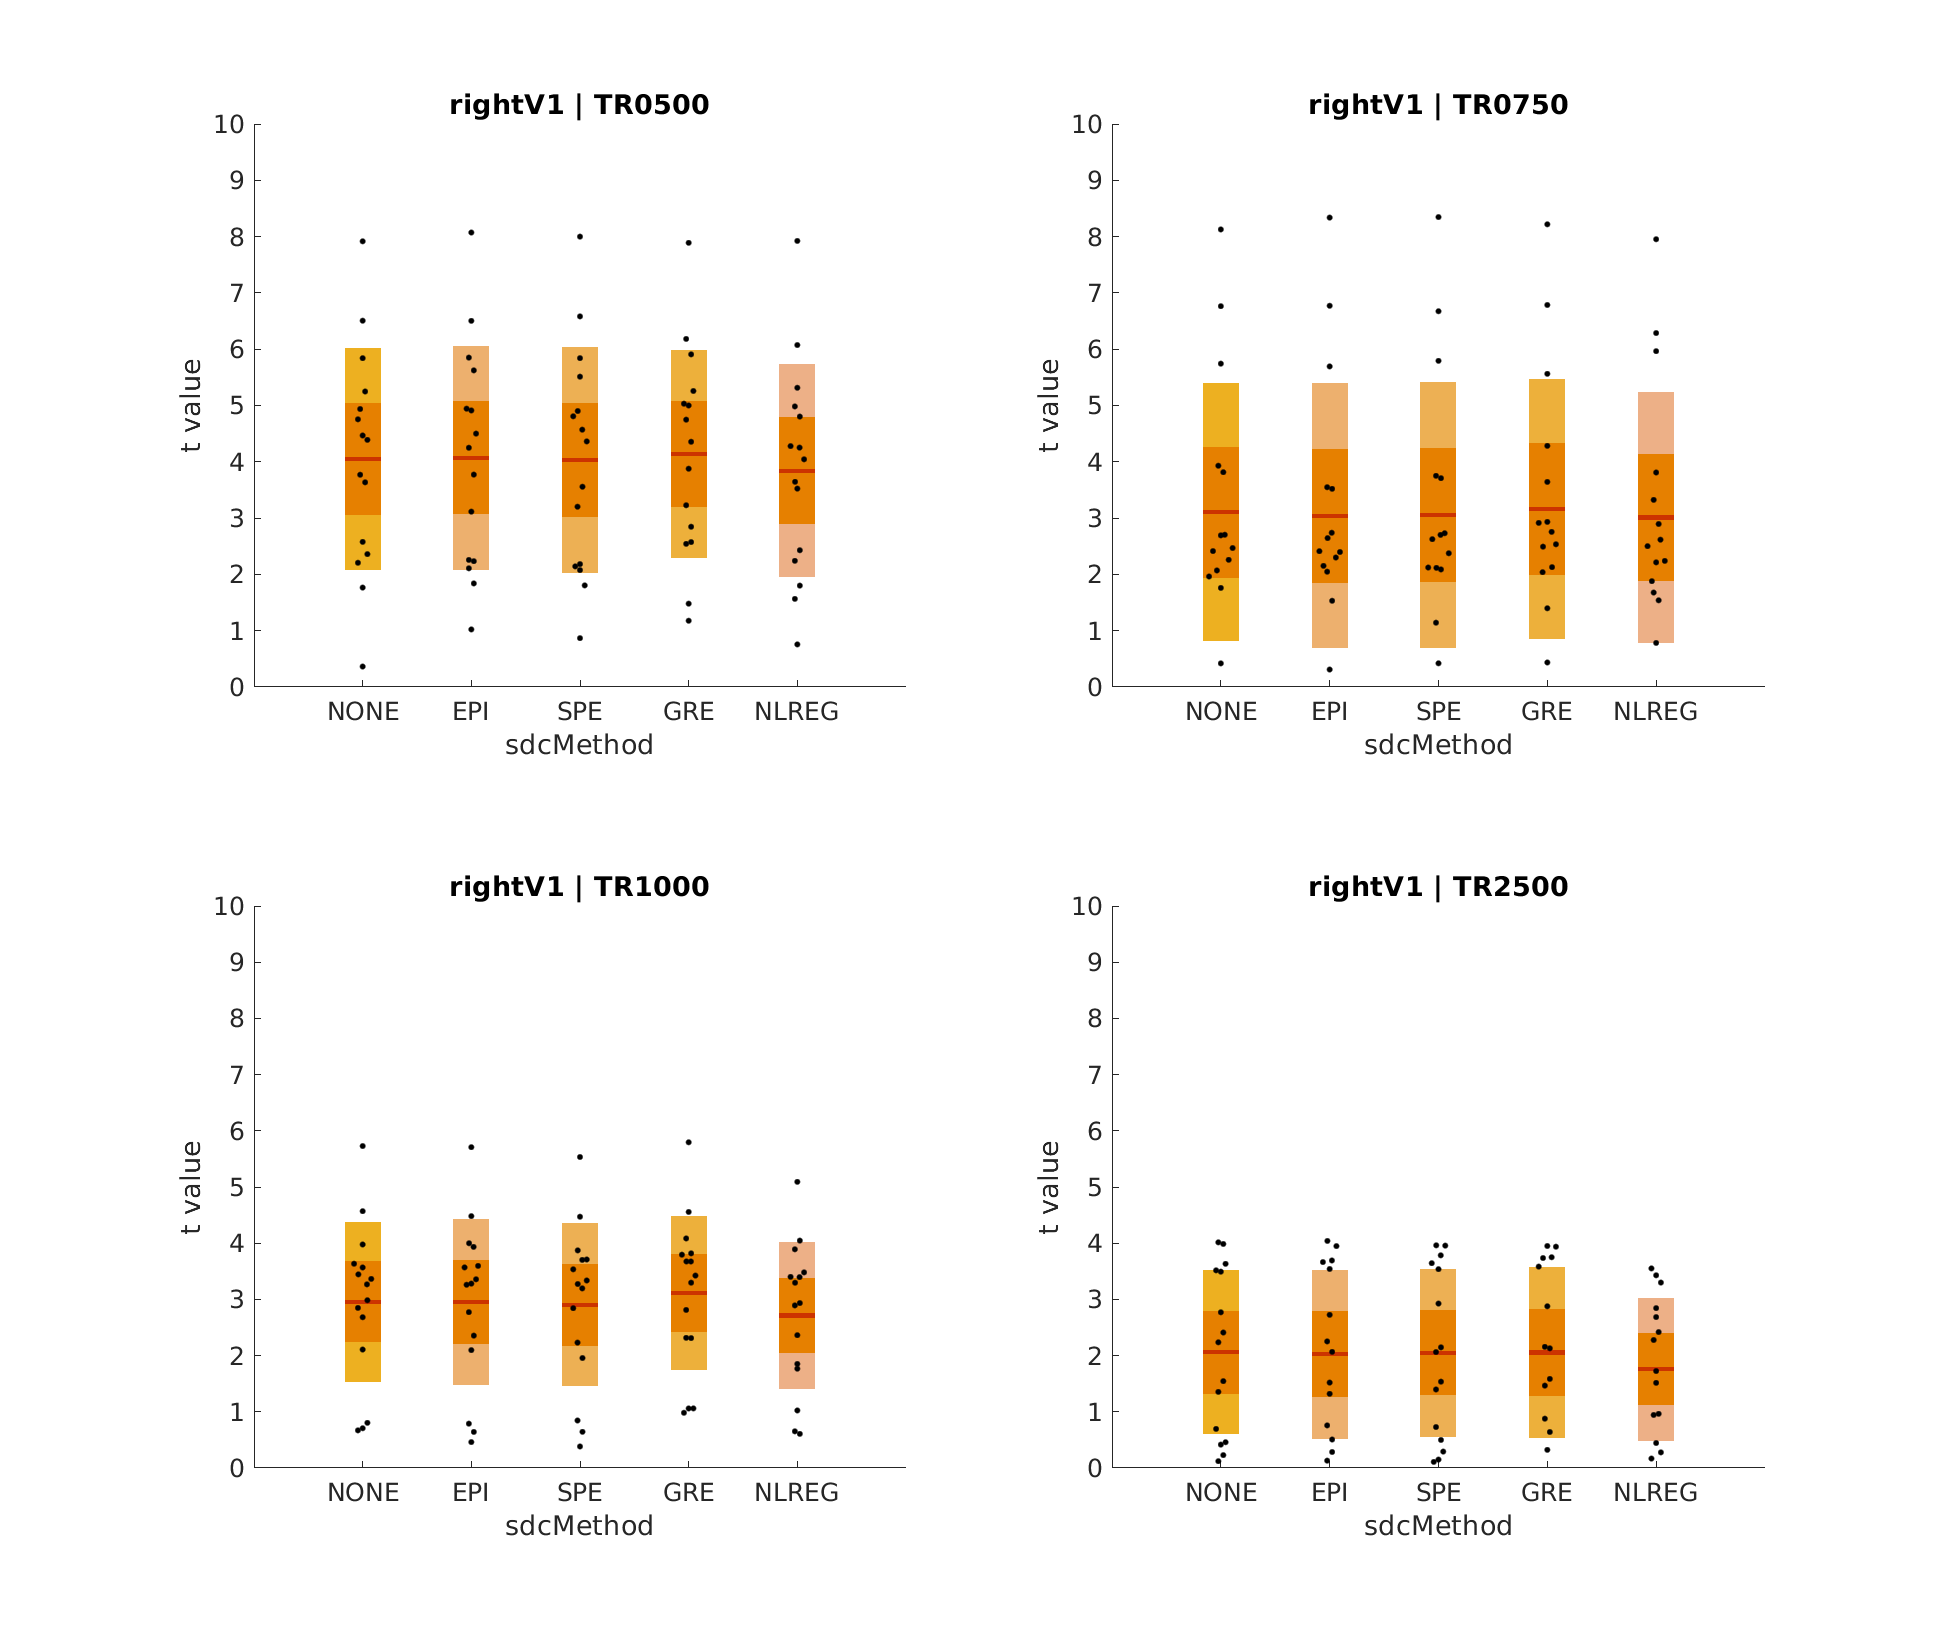 rightV1 | TR0500
10
9
8
7
6
5
4
3
2
1
0
t value
NONE EPI SPE GRE NLREG
sdcMethod
rightV1 | TR0750
10
9
8
7
6
5
4
3
2
1
0
t value
NONE EPI SPE GRE NLREG
sdcMethod
rightV1 | TR1000
10
9
8
7
6
5
4
3
2
1
0
t value
NONE EPI SPE GRE NLREG
sdcMethod
rightV1 | TR2500
10
9
8
7
6
5
4
3
2
1
0
t value
NONE EPI SPE GRE NLREG
sdcMethod